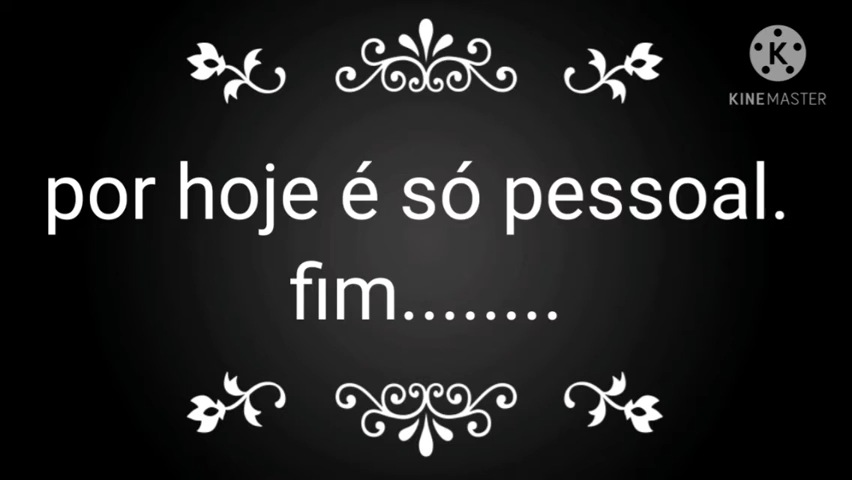 K
KINEMASTER
por hoje é só pessoal.
fim........